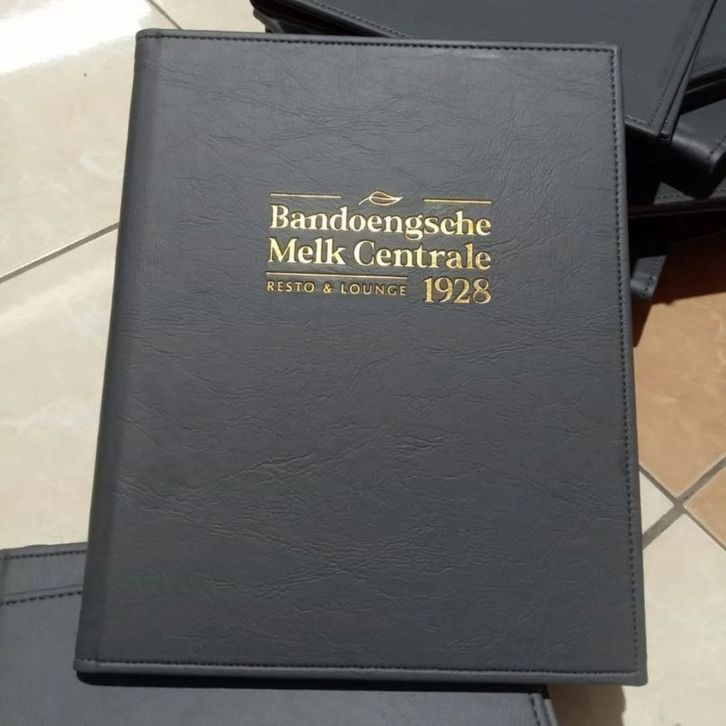 Bandoengsche
Melk Centrale
RESTO & LOUNGE 1928